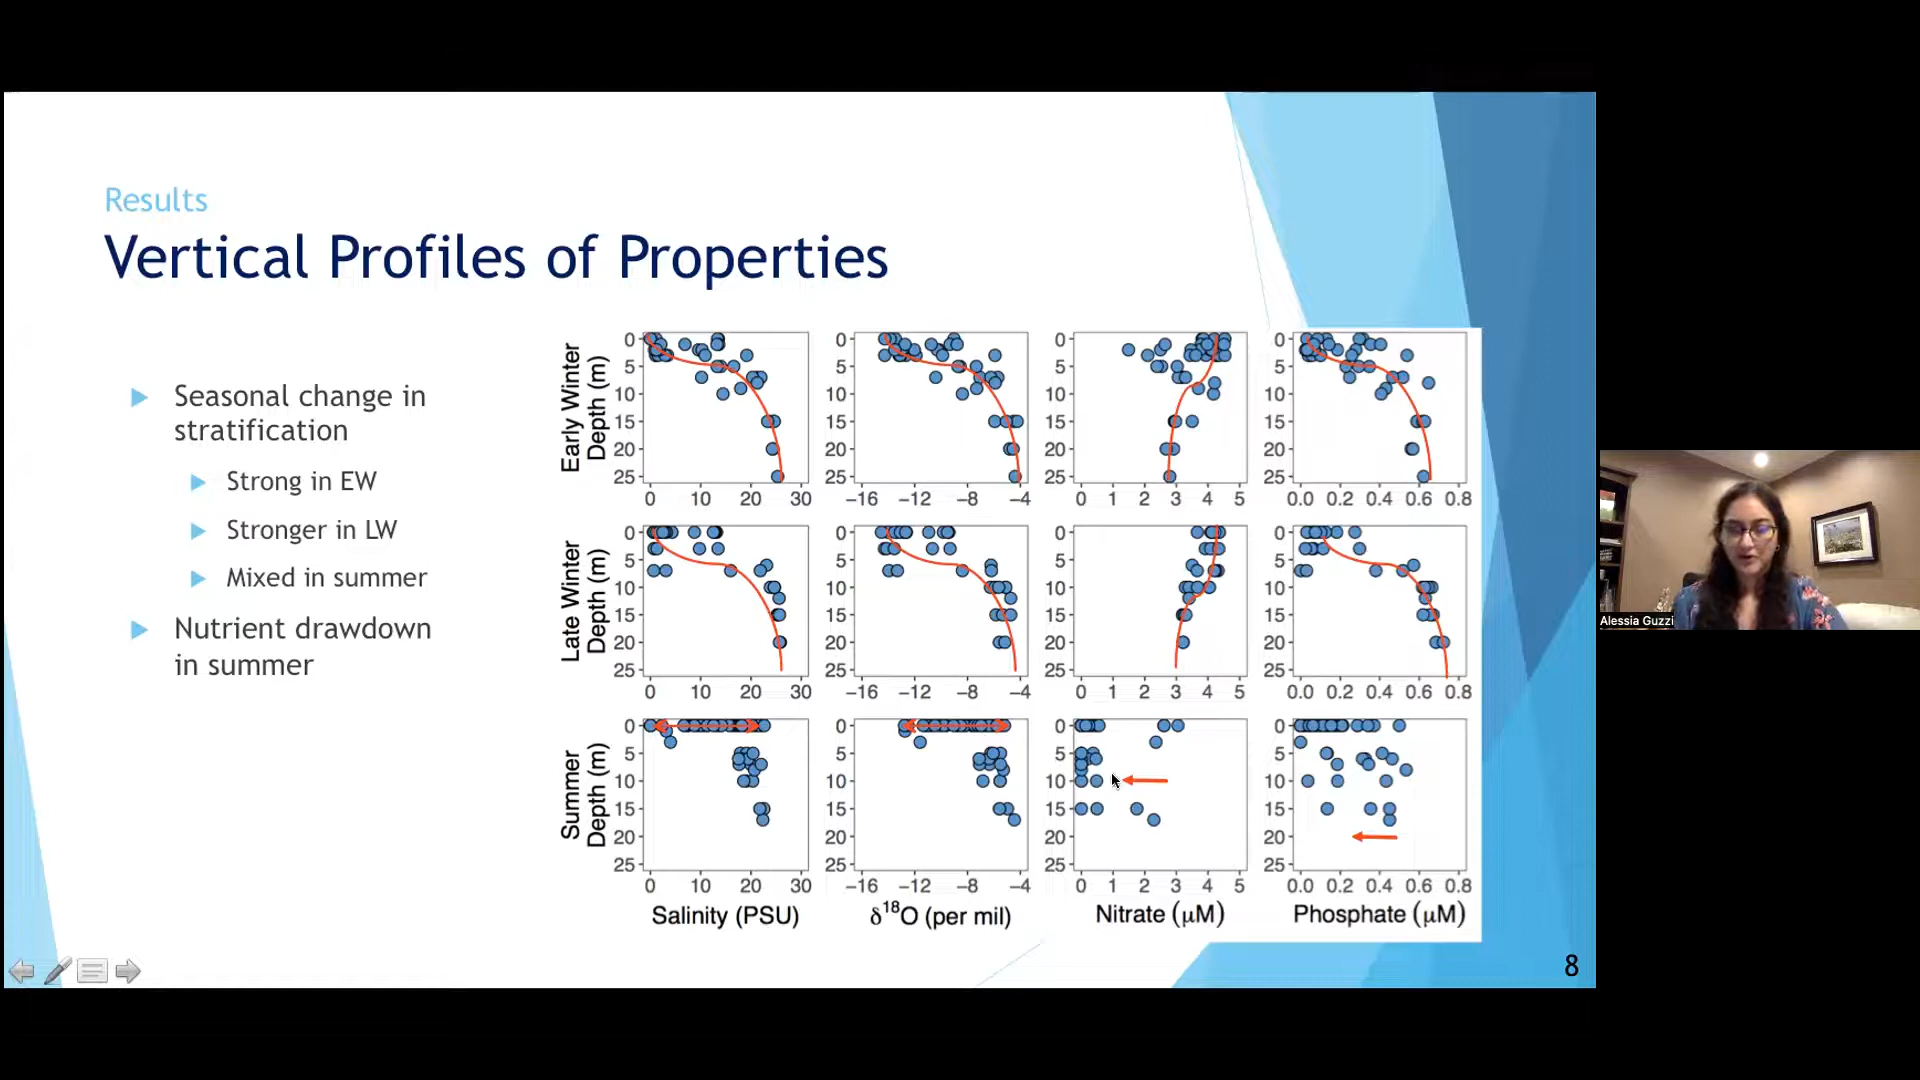 Results
Vertical Profiles of Properties
Seasonal change in
stratification
Strong in EW
Stronger in LW
Mixed in summer
Nutrient drawdown
in summer
Early Winter
Depth (m)
0
5
10
15
20
25
0 10 20 30
0
5
10
15
20
25
−16 −12 −8 −4
0
5
10
15
20
25
0 1 2 3 4 5
0
5
10
15
20
25
0.0 0.2 0.4 0.6 0.8
Late Winter
Depth (m)
0
5
10
15
20
25
0 10 20 30
0
5
10
15
20
25
−16 −12 −8 −4
0
5
10
15
20
25
0 1 2 3 4 5
0
5
10
15
20
25
0.0 0.2 0.4 0.6 0.8
Summer
Depth (m)
0
5
10
15
20
25
0 10 20 30
Salinity (PSU)
0
5
10
15
20
25
−16 −12 −8 −4
δ¹⁸O (per mil)
0
5
10
15
20
25
0 1 2 3 4 5
Nitrate (μM)
0
5
10
15
20
25
0.0 0.2 0.4 0.6 0.8
Phosphate (μM)
8
Alessia Guzzi